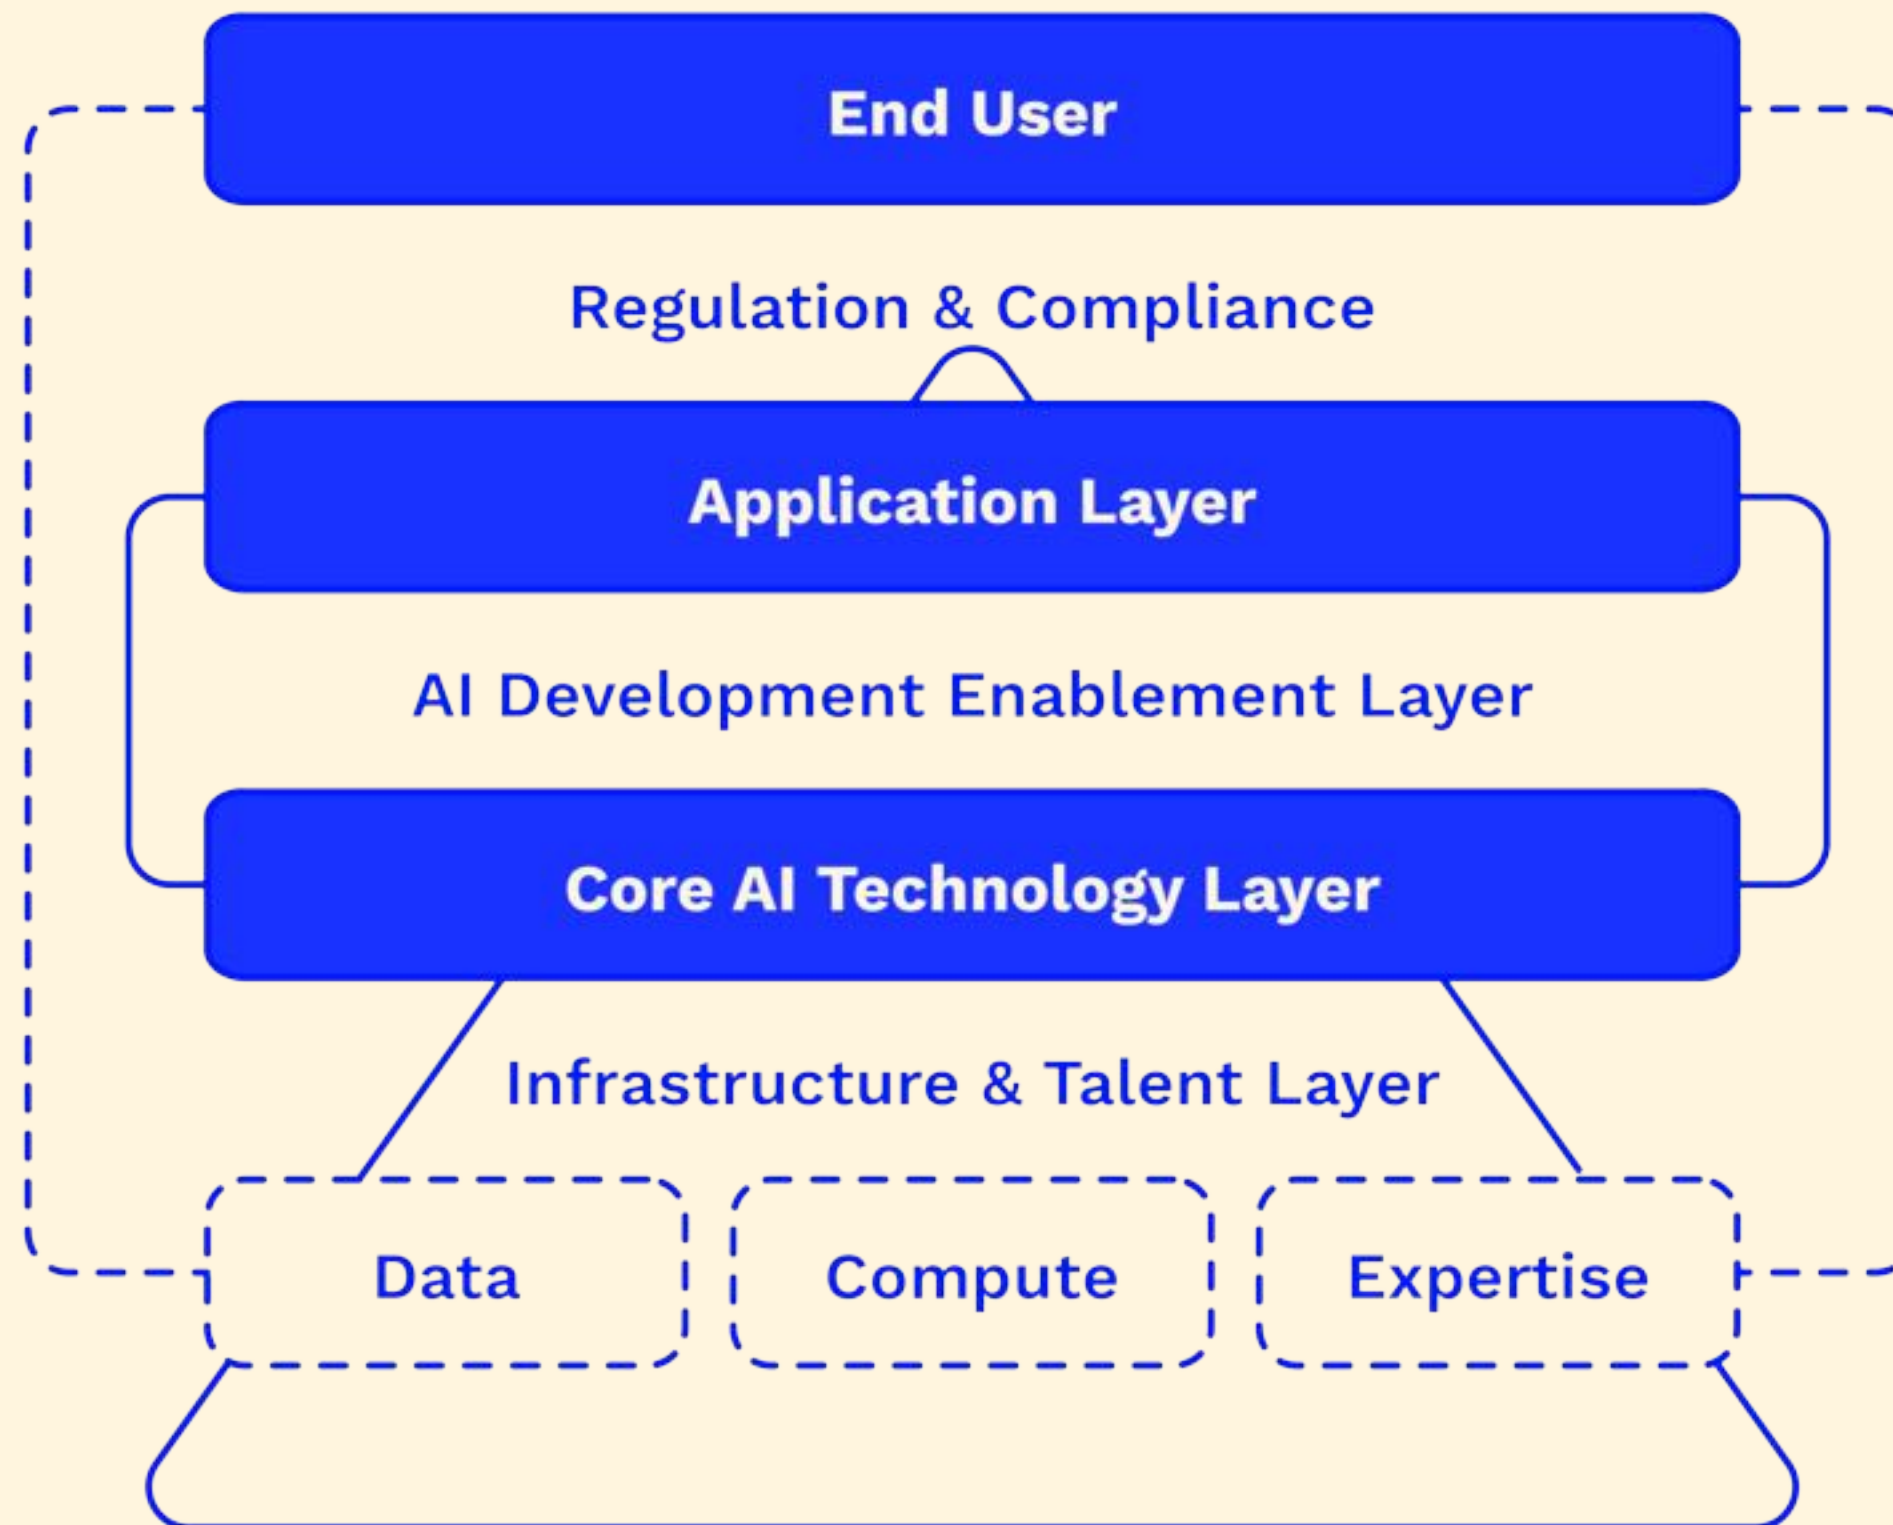 End User
Regulation & Compliance
Application Layer
AI Development Enablement Layer
Core AI Technology Layer
Infrastructure & Talent Layer
Data
Compute
Expertise